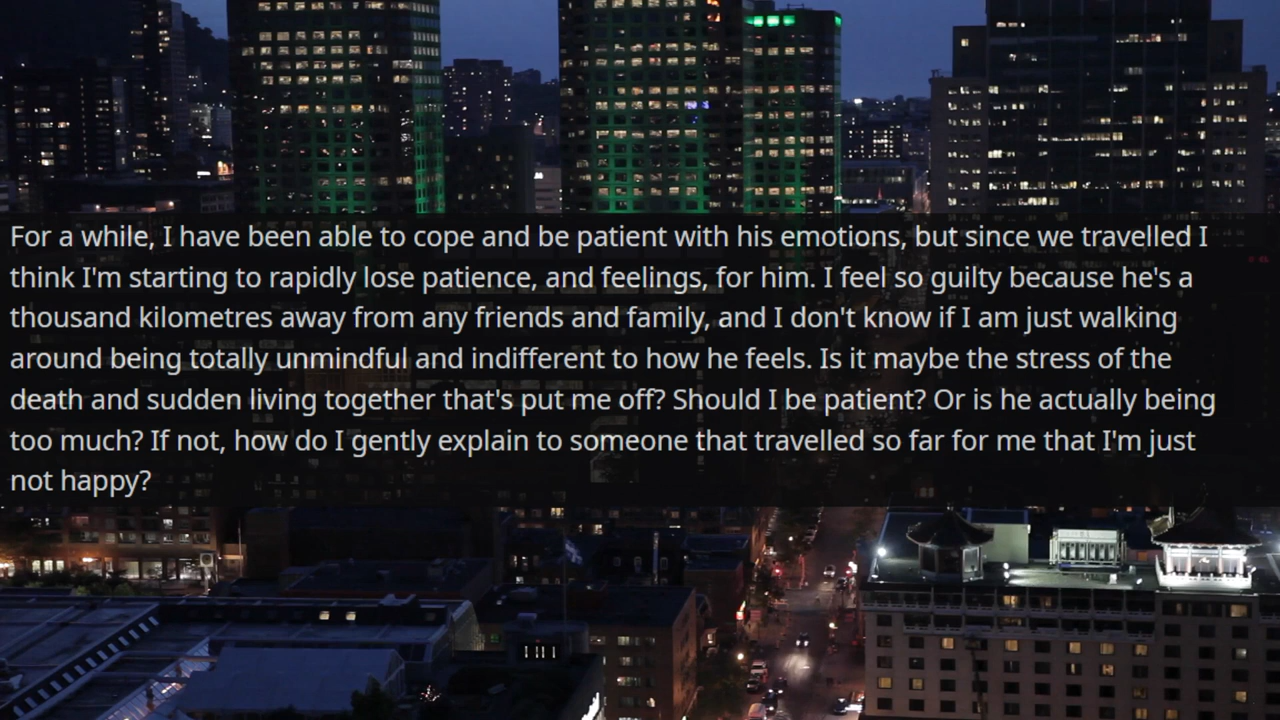 For a while, I have been able to cope and be patient with his emotions, but since we travelled I
think I'm starting to rapidly lose patience, and feelings, for him. I feel so guilty because he's a
thousand kilometres away from any friends and family, and I don't know if I am just walking
around being totally unmindful and indifferent to how he feels. Is it maybe the stress of the
death and sudden living together that's put me off? Should I be patient? Or is he actually being
too much? If not, how do I gently explain to someone that travelled so far for me that I'm just
not happy?